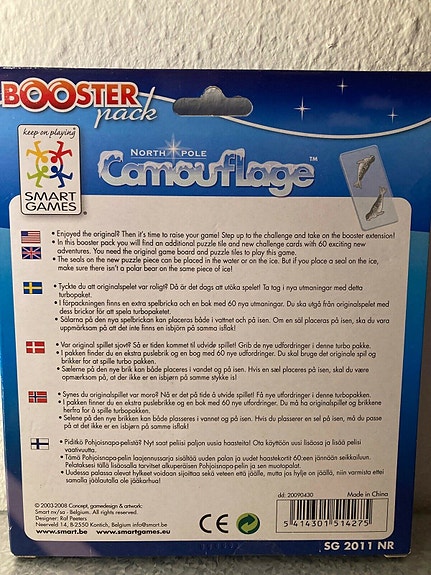 BOOSTER
pack
keep on playing
SMART
GAMES
NORTH POLE
Camouflage™
• Enjoyed the original? Then it's time to raise your game! Step up to the challenge and take on the booster extension!
• In this booster pack you will find an additional puzzle tile and new challenge cards with 60 exciting new
adventures. You need the original game board and puzzle tiles to play this game.
• The seals on the new puzzle piece can be placed in the water or on the ice. But if you place a seal on the ice,
make sure there isn't a polar bear on the same piece of ice!
• Tyckte du att originalspelet var roligt? Då är det dags att utöka spelet! Ta tag i nya utmaningar med detta
turbopaket.
• I förpackningen finns en extra spelbricka och en bok med 60 nya utmaningar. Du ska utgå från originalspelet med
dess brickor för att spela turbopaketet.
• Sälarna på den nya spelbrickan kan placeras både i vattnet och på isen. Om en säl placeras på isen, ska du vara
uppmärksam på att det inte finns en isbjörn på samma isflak!
• Var original spillet sjovt? Så er tiden kommet til udvide spillet! Grib de nye udfordringer i denne turbo pakke.
• I pakken finder du en ekstra puslebrik og en bog med 60 nye udfordringer. Du skal bruge det originale spil og
brikker for at spille turbo pakken.
• Sælerne på den nye brik kan både placeres i vandet og på isen. Hvis en sæl placeres på isen, skal du være
opmærksom på, at der ikke er en isbjørn på samme stykke is!
• Synes du originalspillet var moro? Nå er det på tide å utvide spillet! Få nye utfordringer i denne turbopakken.
• I pakken finner du en ekstra puslebrikke og en bok med 60 nye utfordringer. Du må ha originalspillet og brikkene
herfra for å spille turbopakken.
• Selene på den nye brikken kan både plasseres i vannet og på isen. Hvis du plasserer en sel på isen, må du passe
på at det ikke er en isbjørn på samme isflak!
• Piditkö Pohjoisnapa-pelistä? Nyt saat peliisi paljon uusia haasteita! Ota käyttöön uusi lisäosa ja lisää pelisi
vaativuutta.
• Tämä Pohjoisnapa-pelin laajennussarja sisältää uuden palan ja uudet haastekortit 60:een jännään seikkailuun.
Pelataksesi tällä lisäosalla tarvitset alkuperäisen Pohjoisnapa-pelin ja sen muotopalat.
• Uudessa palassa olevat hylkeet voidaan sijoittaa sekä veteen että jäälle, mutta jos hylje on jäällä, niin varmista ettei
samalla jäälautalla ole jääkarhua!
© 2003-2008 Concept, gamedesign & artwork:
Smart nv/sa - Belgium. All rights reserved.
Designer: Raf Peeters
Neerveld 14, B-2550 Kontich, Belgium info@smart.be
www.smart.be www.smartgames.eu
CE
dd: 20090430
Made in China
5 414301 514275
SG 2011 NR